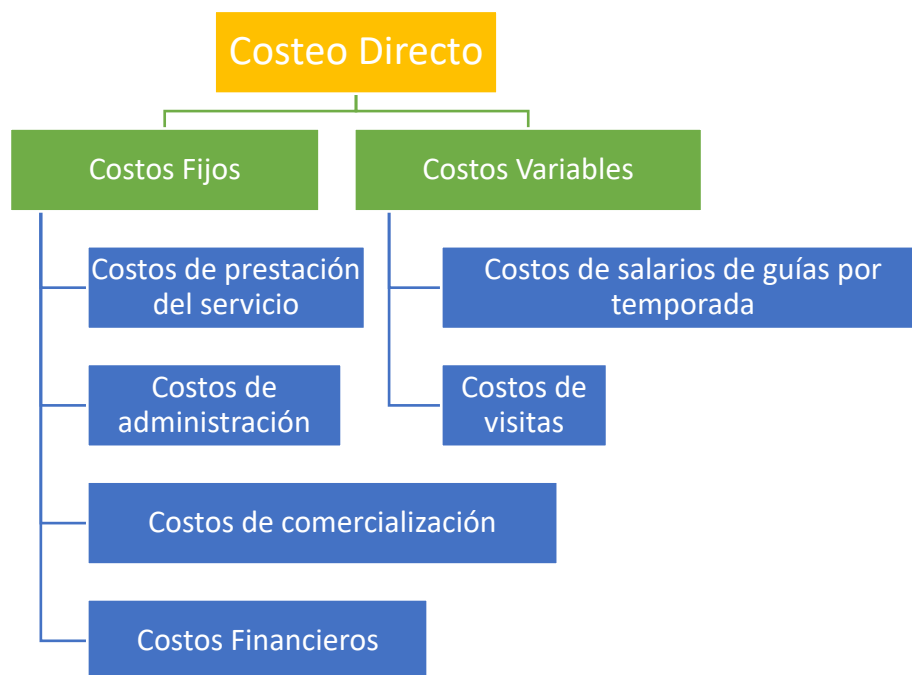 Costeo Directo
Costos Fijos
Costos de prestación
del servicio
Costos de
administración
Costos de comercialización
Costos Financieros
Costos Variables
Costos de salarios de guías por
temporada
Costos de
visitas